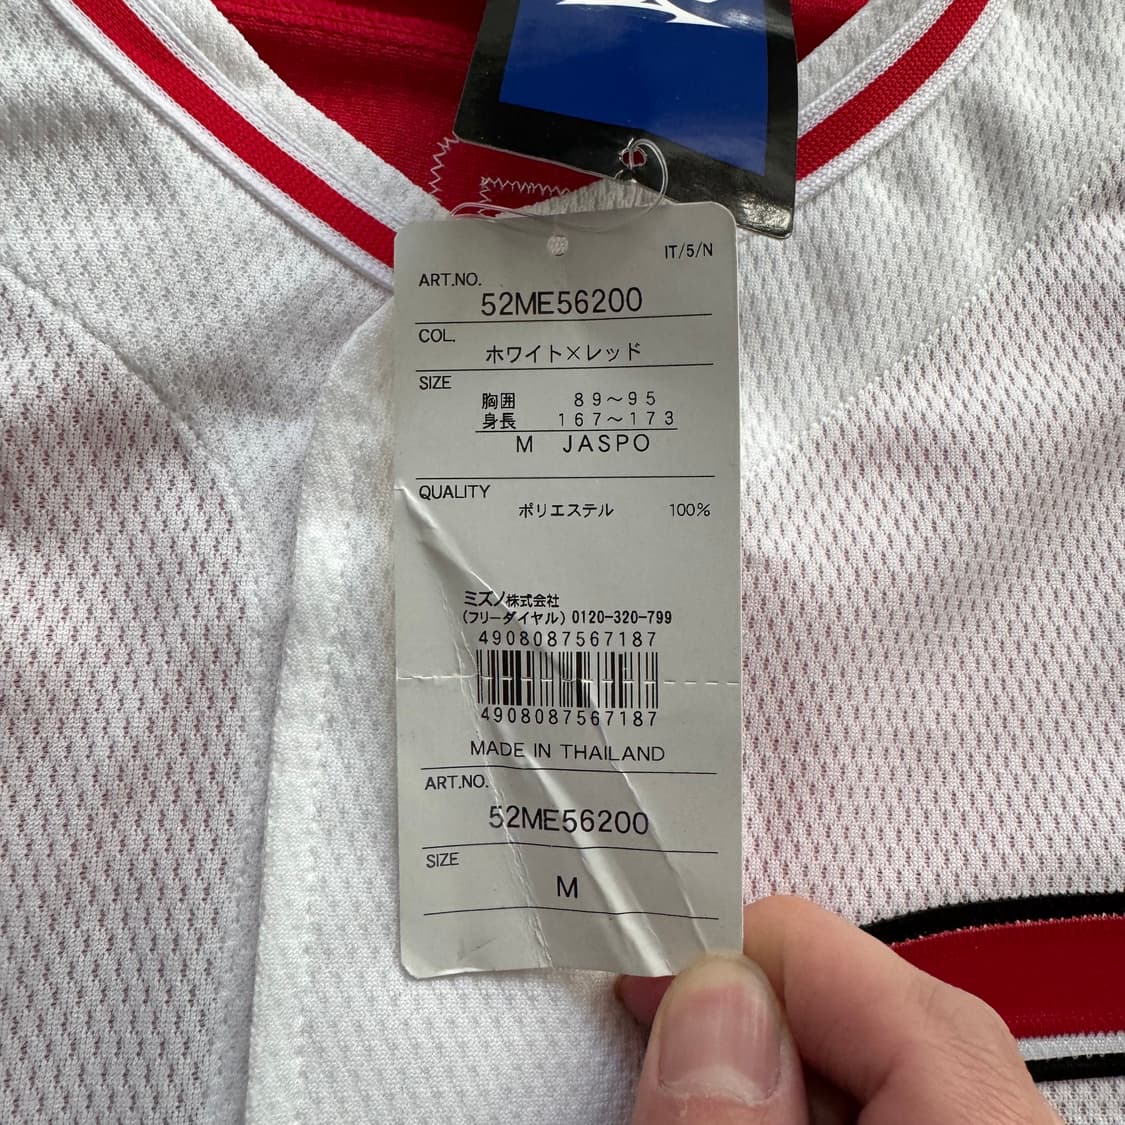 IT/5/N
ART.NO.
52ME56200
COL.
ホワイト×レッド
SIZE
胸囲 89～95
身長 167～173
M JASPO
QUALITY
ポリエステル 100%
ミズノ株式会社
(フリーダイヤル) 0120-320-799
4908087567187
4908087567187
MADE IN THAILAND
ART.NO.
52ME56200
SIZE
M